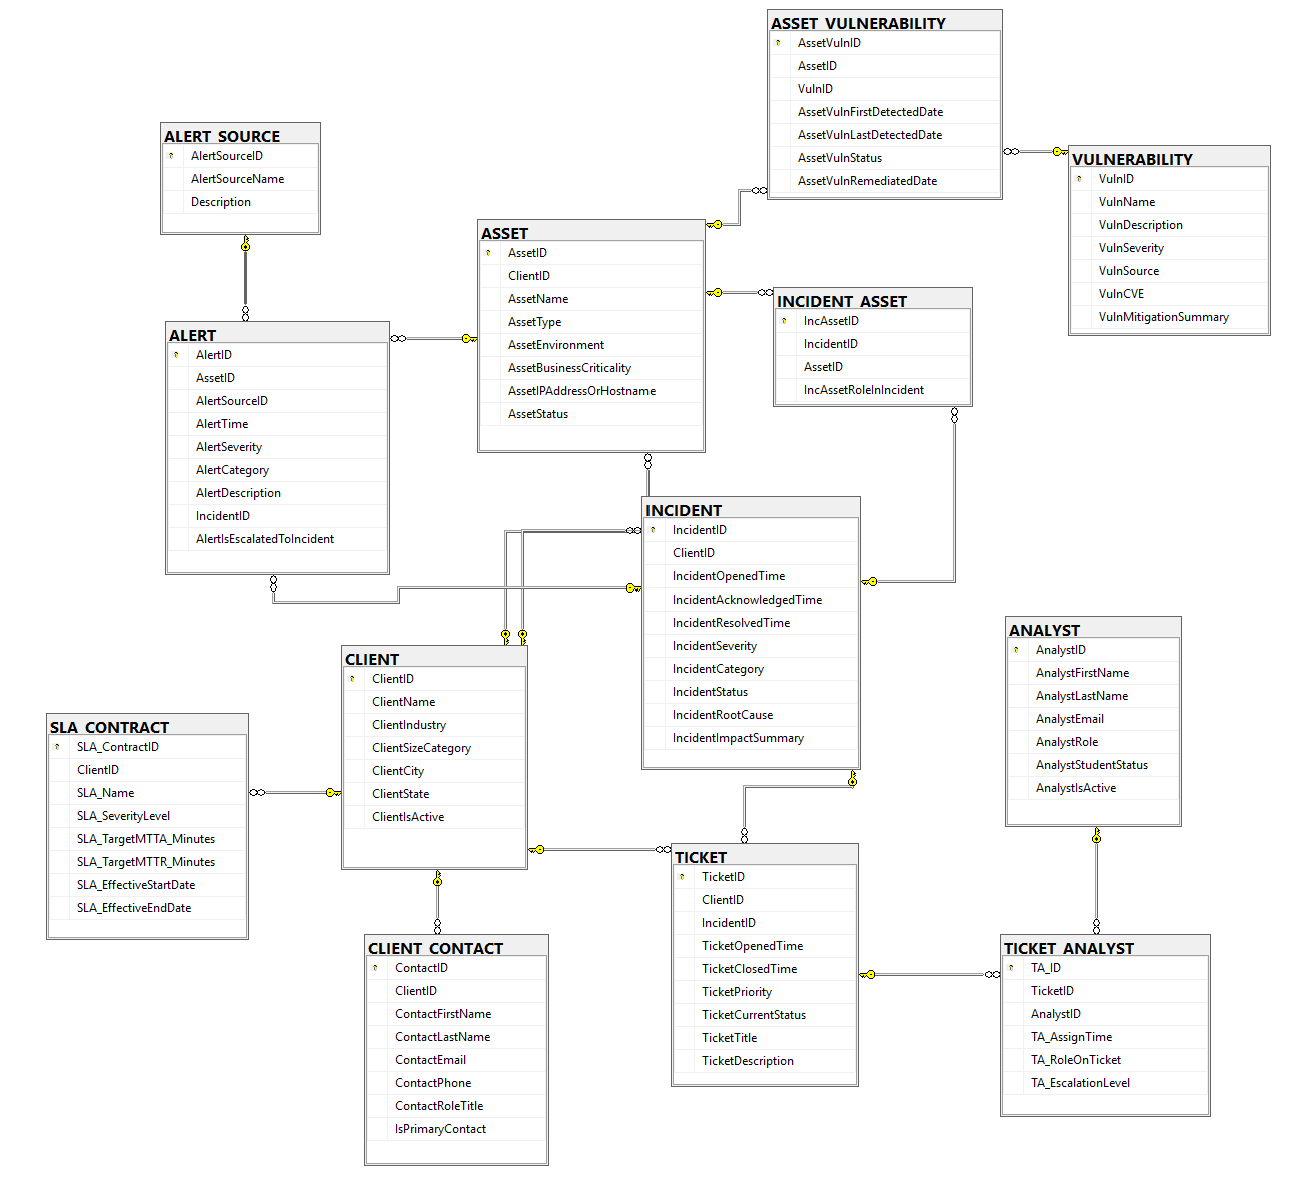 ASSET_VULNERABILITY
AssetVulnID
AssetID
VulnID
AssetVulnFirstDetectedDate
AssetVulnLastDetectedDate
AssetVulnStatus
AssetVulnRemediatedDate
ALERT_SOURCE
AlertSourceID
AlertSourceName
Description
VULNERABILITY
VulnID
VulnName
VulnDescription
VulnSeverity
VulnSource
VulnCVE
VulnMitigationSummary
ASSET
AssetID
ClientID
AssetName
AssetType
AssetEnvironment
AssetBusinessCriticality
AssetIPAddressOrHostname
AssetStatus
INCIDENT_ASSET
IncAssetID
IncidentID
AssetID
IncAssetRoleInIncident
ALERT
AlertID
AssetID
AlertSourceID
AlertTime
AlertSeverity
AlertCategory
AlertDescription
IncidentID
AlertIsEscalatedToIncident
INCIDENT
IncidentID
ClientID
IncidentOpenedTime
IncidentAcknowledgedTime
IncidentResolvedTime
IncidentSeverity
IncidentCategory
IncidentStatus
IncidentRootCause
IncidentImpactSummary
ANALYST
AnalystID
AnalystFirstName
AnalystLastName
AnalystEmail
AnalystRole
AnalystStudentStatus
AnalystIsActive
CLIENT
ClientID
ClientName
ClientIndustry
ClientSizeCategory
ClientCity
ClientState
ClientIsActive
SLA_CONTRACT
SLA_ContractID
ClientID
SLA_Name
SLA_SeverityLevel
SLA_TargetMTTA_Minutes
SLA_TargetMTTR_Minutes
SLA_EffectiveStartDate
SLA_EffectiveEndDate
TICKET
TicketID
ClientID
IncidentID
TicketOpenedTime
TicketClosedTime
TicketPriority
TicketCurrentStatus
TicketTitle
TicketDescription
CLIENT_CONTACT
ContactID
ClientID
ContactFirstName
ContactLastName
ContactEmail
ContactPhone
ContactRoleTitle
IsPrimaryContact
TICKET_ANALYST
TA_ID
TicketID
AnalystID
TA_AssignTime
TA_RoleOnTicket
TA_EscalationLevel